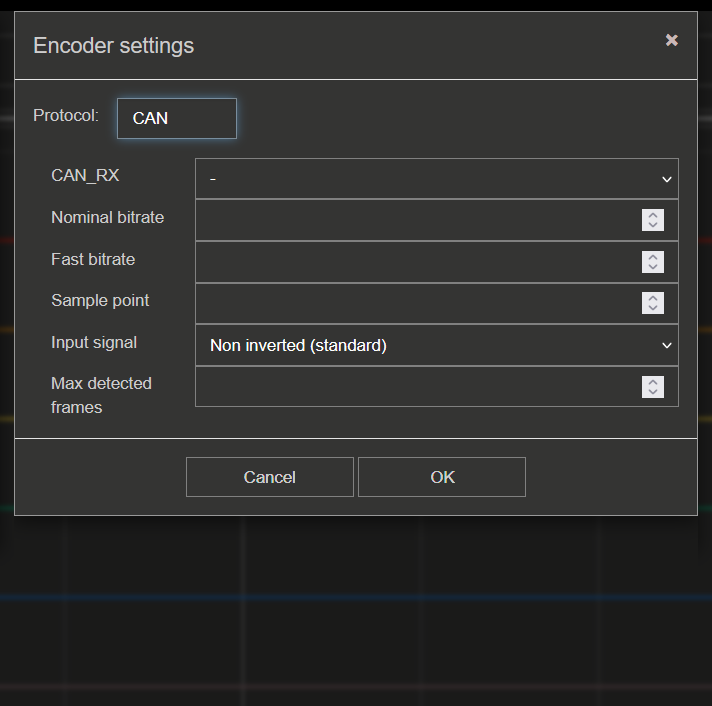 Encoder settings
Protocol: CAN
CAN_RX -
Nominal bitrate
Fast bitrate
Sample point
Input signal Non inverted (standard)
Max detected
frames
Cancel OK